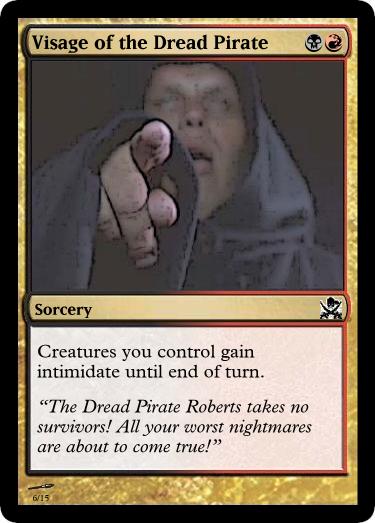 Visage of the Dread Pirate
Sorcery
Creatures you control gain
intimidate until end of turn.
“The Dread Pirate Roberts takes no
survivors! All your worst nightmares
are about to come true!”
6/15